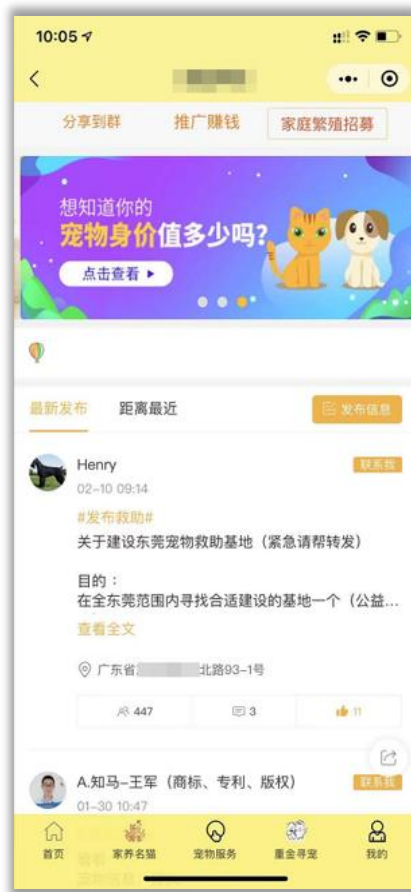 10:05
分享到群 推广赚钱 家庭繁殖招募
想知道你的
宠物身价值多少吗?
点击查看
最新发布 距离最近 发布信息
Henry 联系我
02-10 09:14
#发布救助#
关于建设东莞宠物救助基地（紧急请帮转发）
目的：
在全东莞范围内寻找合适建设的基地一个（公益...
查看全文
广东省 北路93-1号
447 3 11
A.知马-王军（商标、专利、版权） 联系我
01-30 10:47
首页 家养名猫 宠物服务 重金寻宠 我的